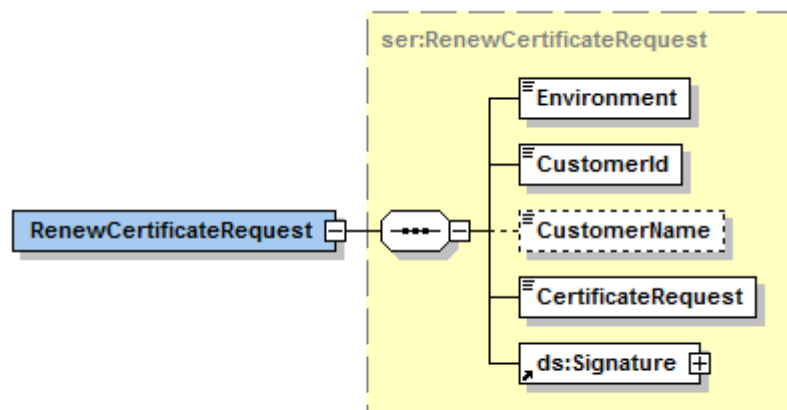 ser:RenewCertificateRequest
Environment
CustomerId
RenewCertificateRequest
CustomerName
CertificateRequest
ds:Signature